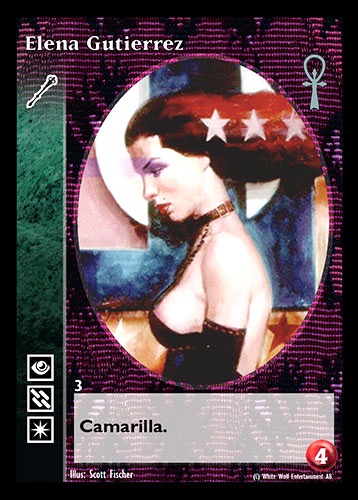 Elena Gutierrez
3
Camarilla.
4
Illus: Scott Fischer
(C) White Wolf Entertainment AB.